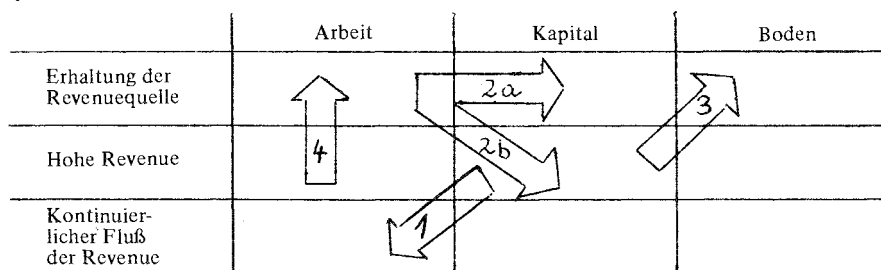 Arbeit Kapital Boden
Erhaltung der
Revenuequelle
2a
3
4
Hohe Revenue
2b
1
Kontinuier-
licher Fluß
der Revenue